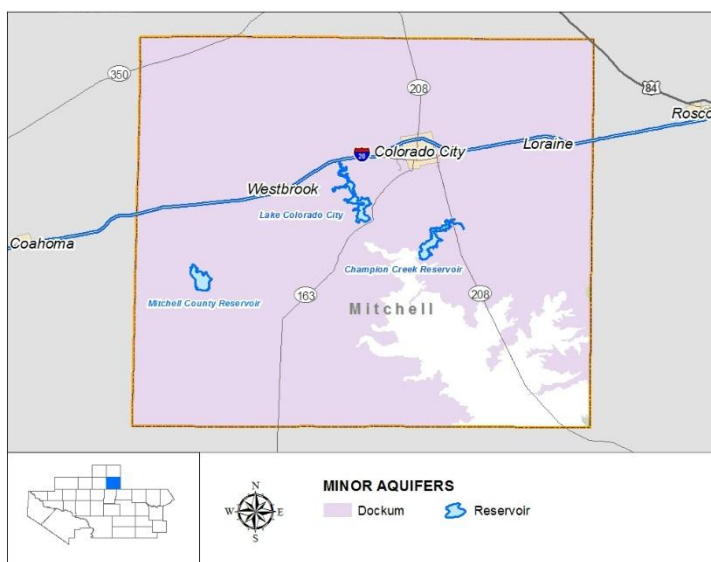 350
208
84
Rosco
20
Colorado City
Loraine
Westbrook
Lake Colorado City
Coahoma
Champion Creek Reservoir
Mitchell County Reservoir
163
208
Mitchell
N
W
E
S
MINOR AQUIFERS
Dockum
Reservoir